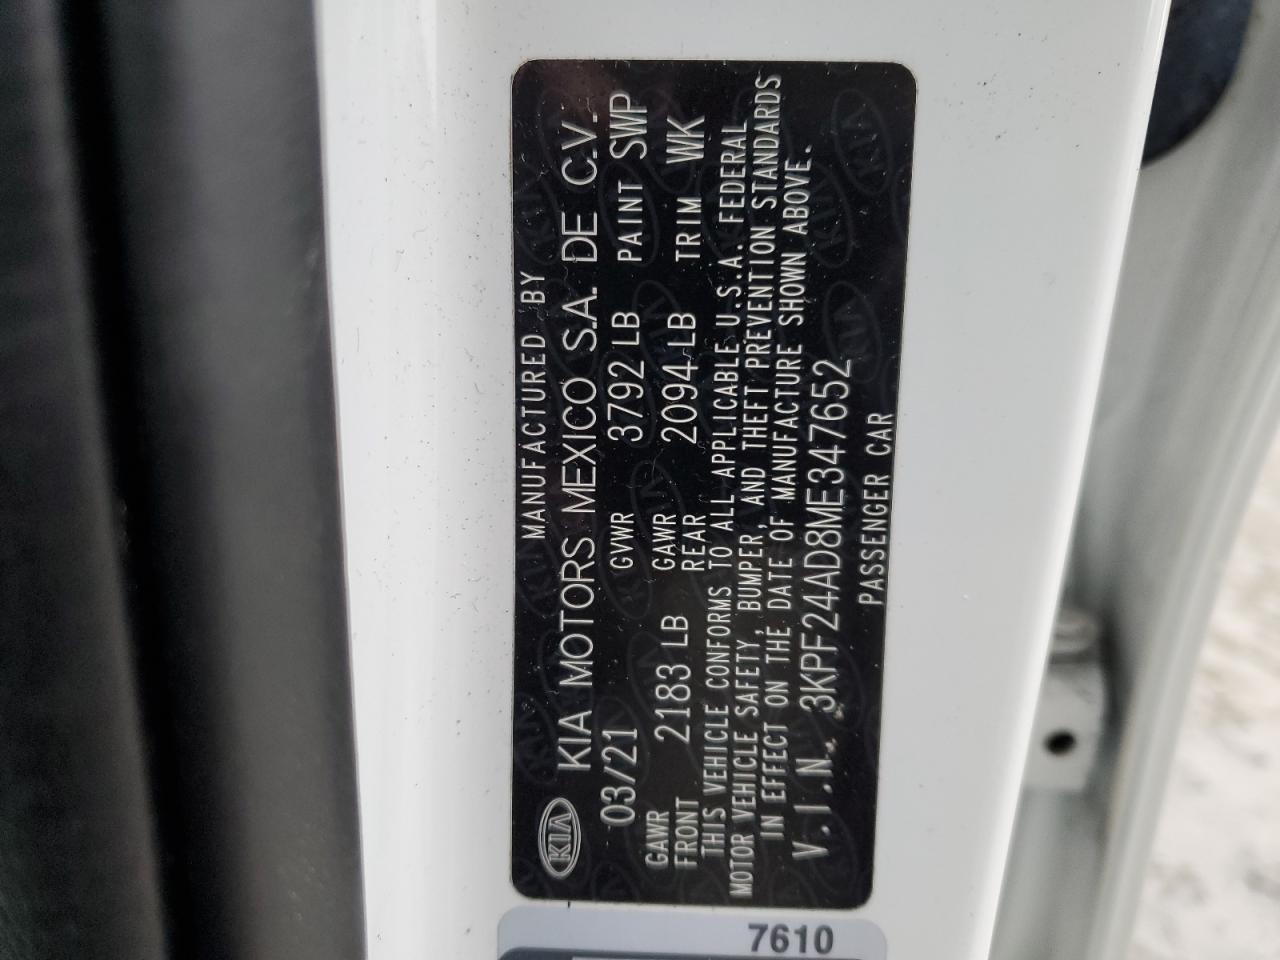 MANUFACTURED BY
KIA KIA MOTORS MEXICO S.A. DE C.V.
03/21 GVWR 3792 LB PAINT SWP
GAWR FRONT 2183 LB GAWR REAR 2094 LB TRIM WK
THIS VEHICLE CONFORMS TO ALL APPLICABLE U.S.A. FEDERAL
MOTOR VEHICLE SAFETY, BUMPER, AND THEFT PREVENTION STANDARDS
IN EFFECT ON THE DATE OF MANUFACTURE SHOWN ABOVE.
V.I.N. 3KPF24AD8ME347652
PASSENGER CAR
7610